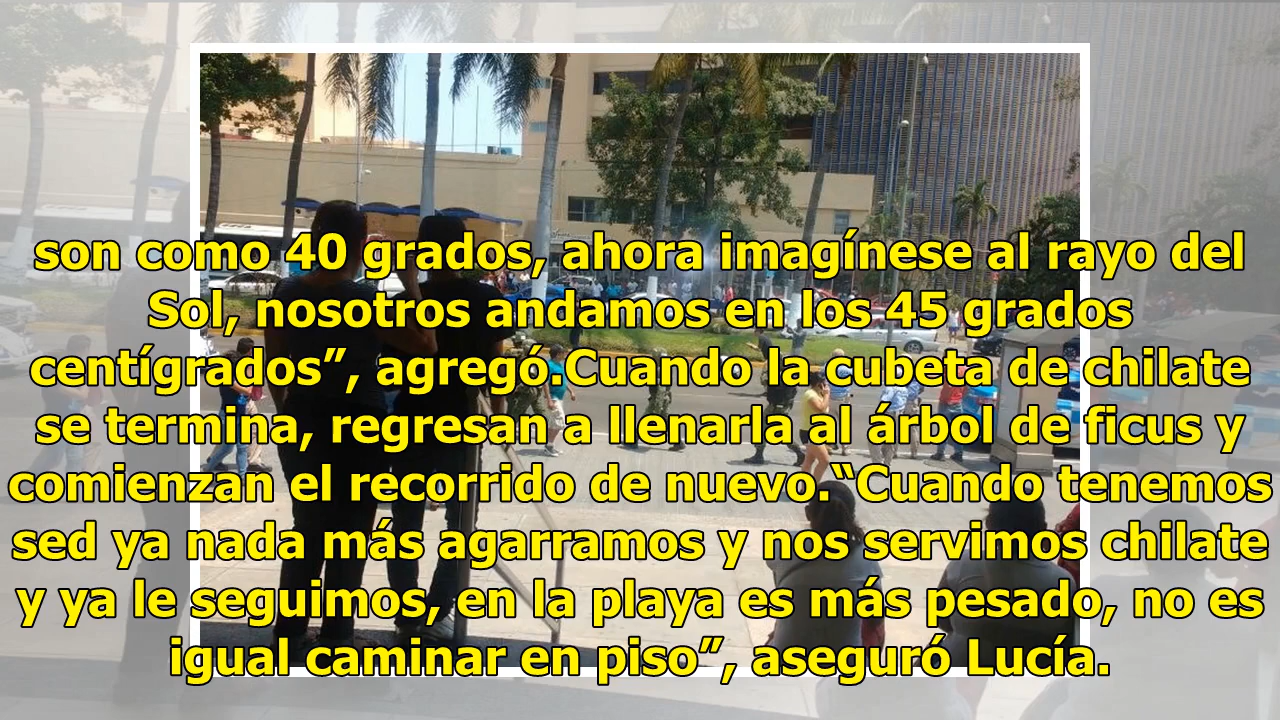 son como 40 grados, ahora imagínese al rayo del
Sol, nosotros andamos en los 45 grados
centígrados”, agregó.Cuando la cubeta de chilate
se termina, regresan a llenarla al árbol de ficus y
comienzan el recorrido de nuevo.“Cuando tenemos
sed ya nada más agarramos y nos servimos chilate
y ya le seguimos, en la playa es más pesado, no es
igual caminar en piso”, aseguró Lucía.